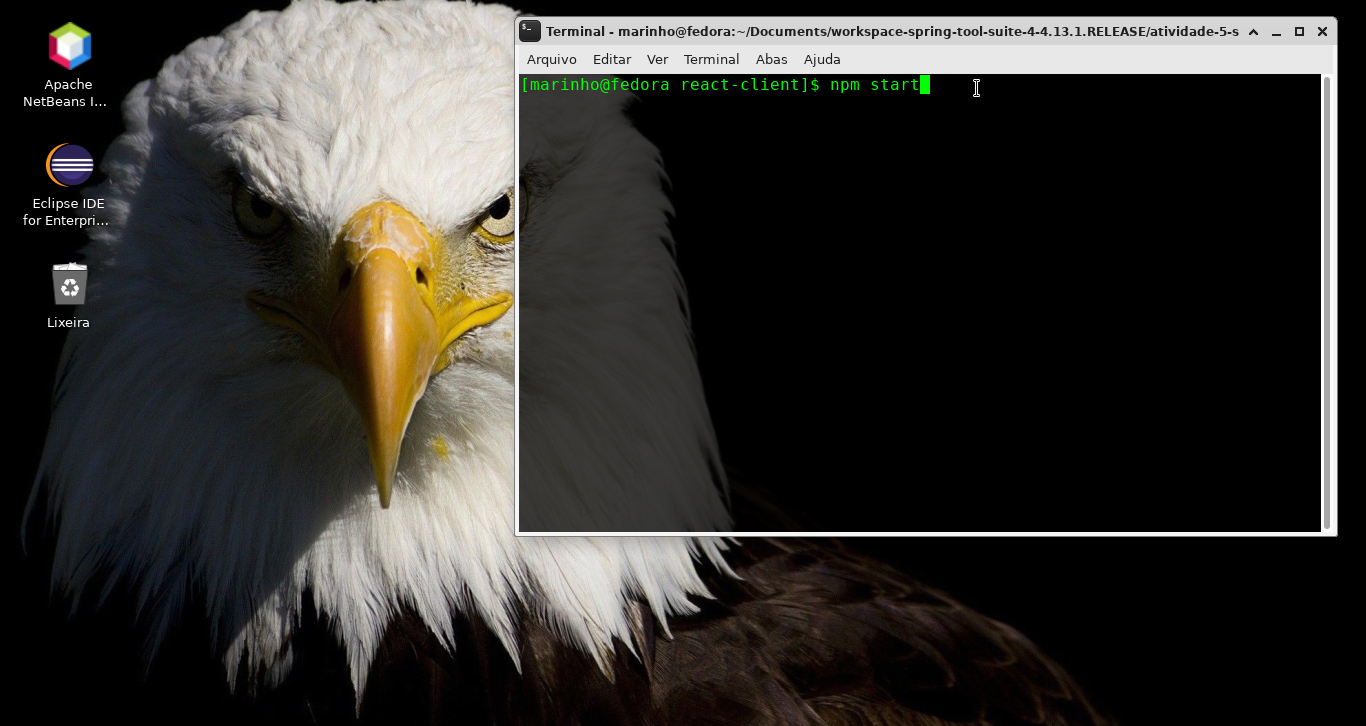 Apache
NetBeans I...
Eclipse IDE
for Enterpri...
Lixeira
Terminal - marinho@fedora:~/Documents/workspace-spring-tool-suite-4-4.13.1.RELEASE/atividade-5-s
Arquivo Editar Ver Terminal Abas Ajuda
[marinho@fedora react-client]$ npm start